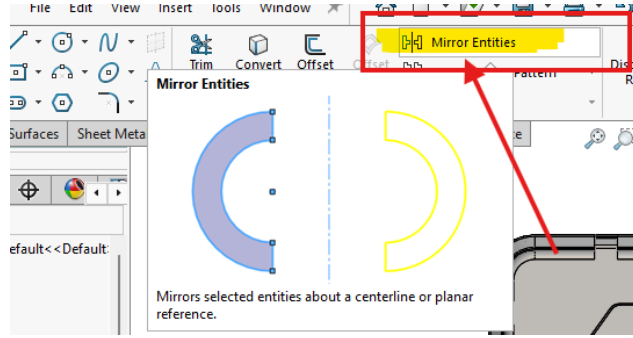 File Edit View Insert Tools Window
Mirror Entities
Trim Convert Offset Offset
Pattern
Mirror Entities
Surfaces Sheet Meta
efault<<Default
Mirrors selected entities about a centerline or planar
reference.